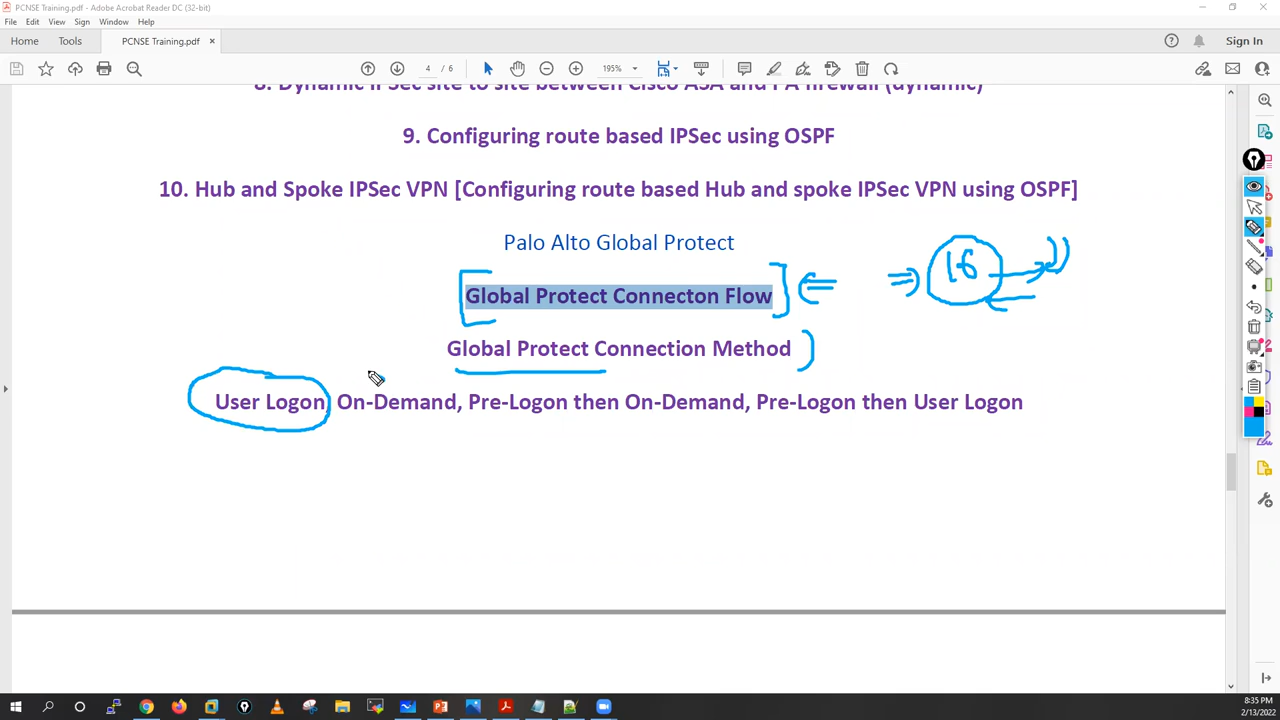 PCNSE Training.pdf - Adobe Acrobat Reader DC (32-bit)
File Edit View Sign Window Help
Home Tools PCNSE Training.pdf × Sign In
4 / 6 195%
8. Dynamic IPSec site to site between Cisco ASA and PA firewall (dynamic)
9. Configuring route based IPSec using OSPF
10. Hub and Spoke IPSec VPN [Configuring route based Hub and spoke IPSec VPN using OSPF]
Palo Alto Global Protect
16
Global Protect Connecton Flow
Global Protect Connection Method
User Logon, On-Demand, Pre-Logon then On-Demand, Pre-Logon then User Logon
8:35 PM
2/13/2022